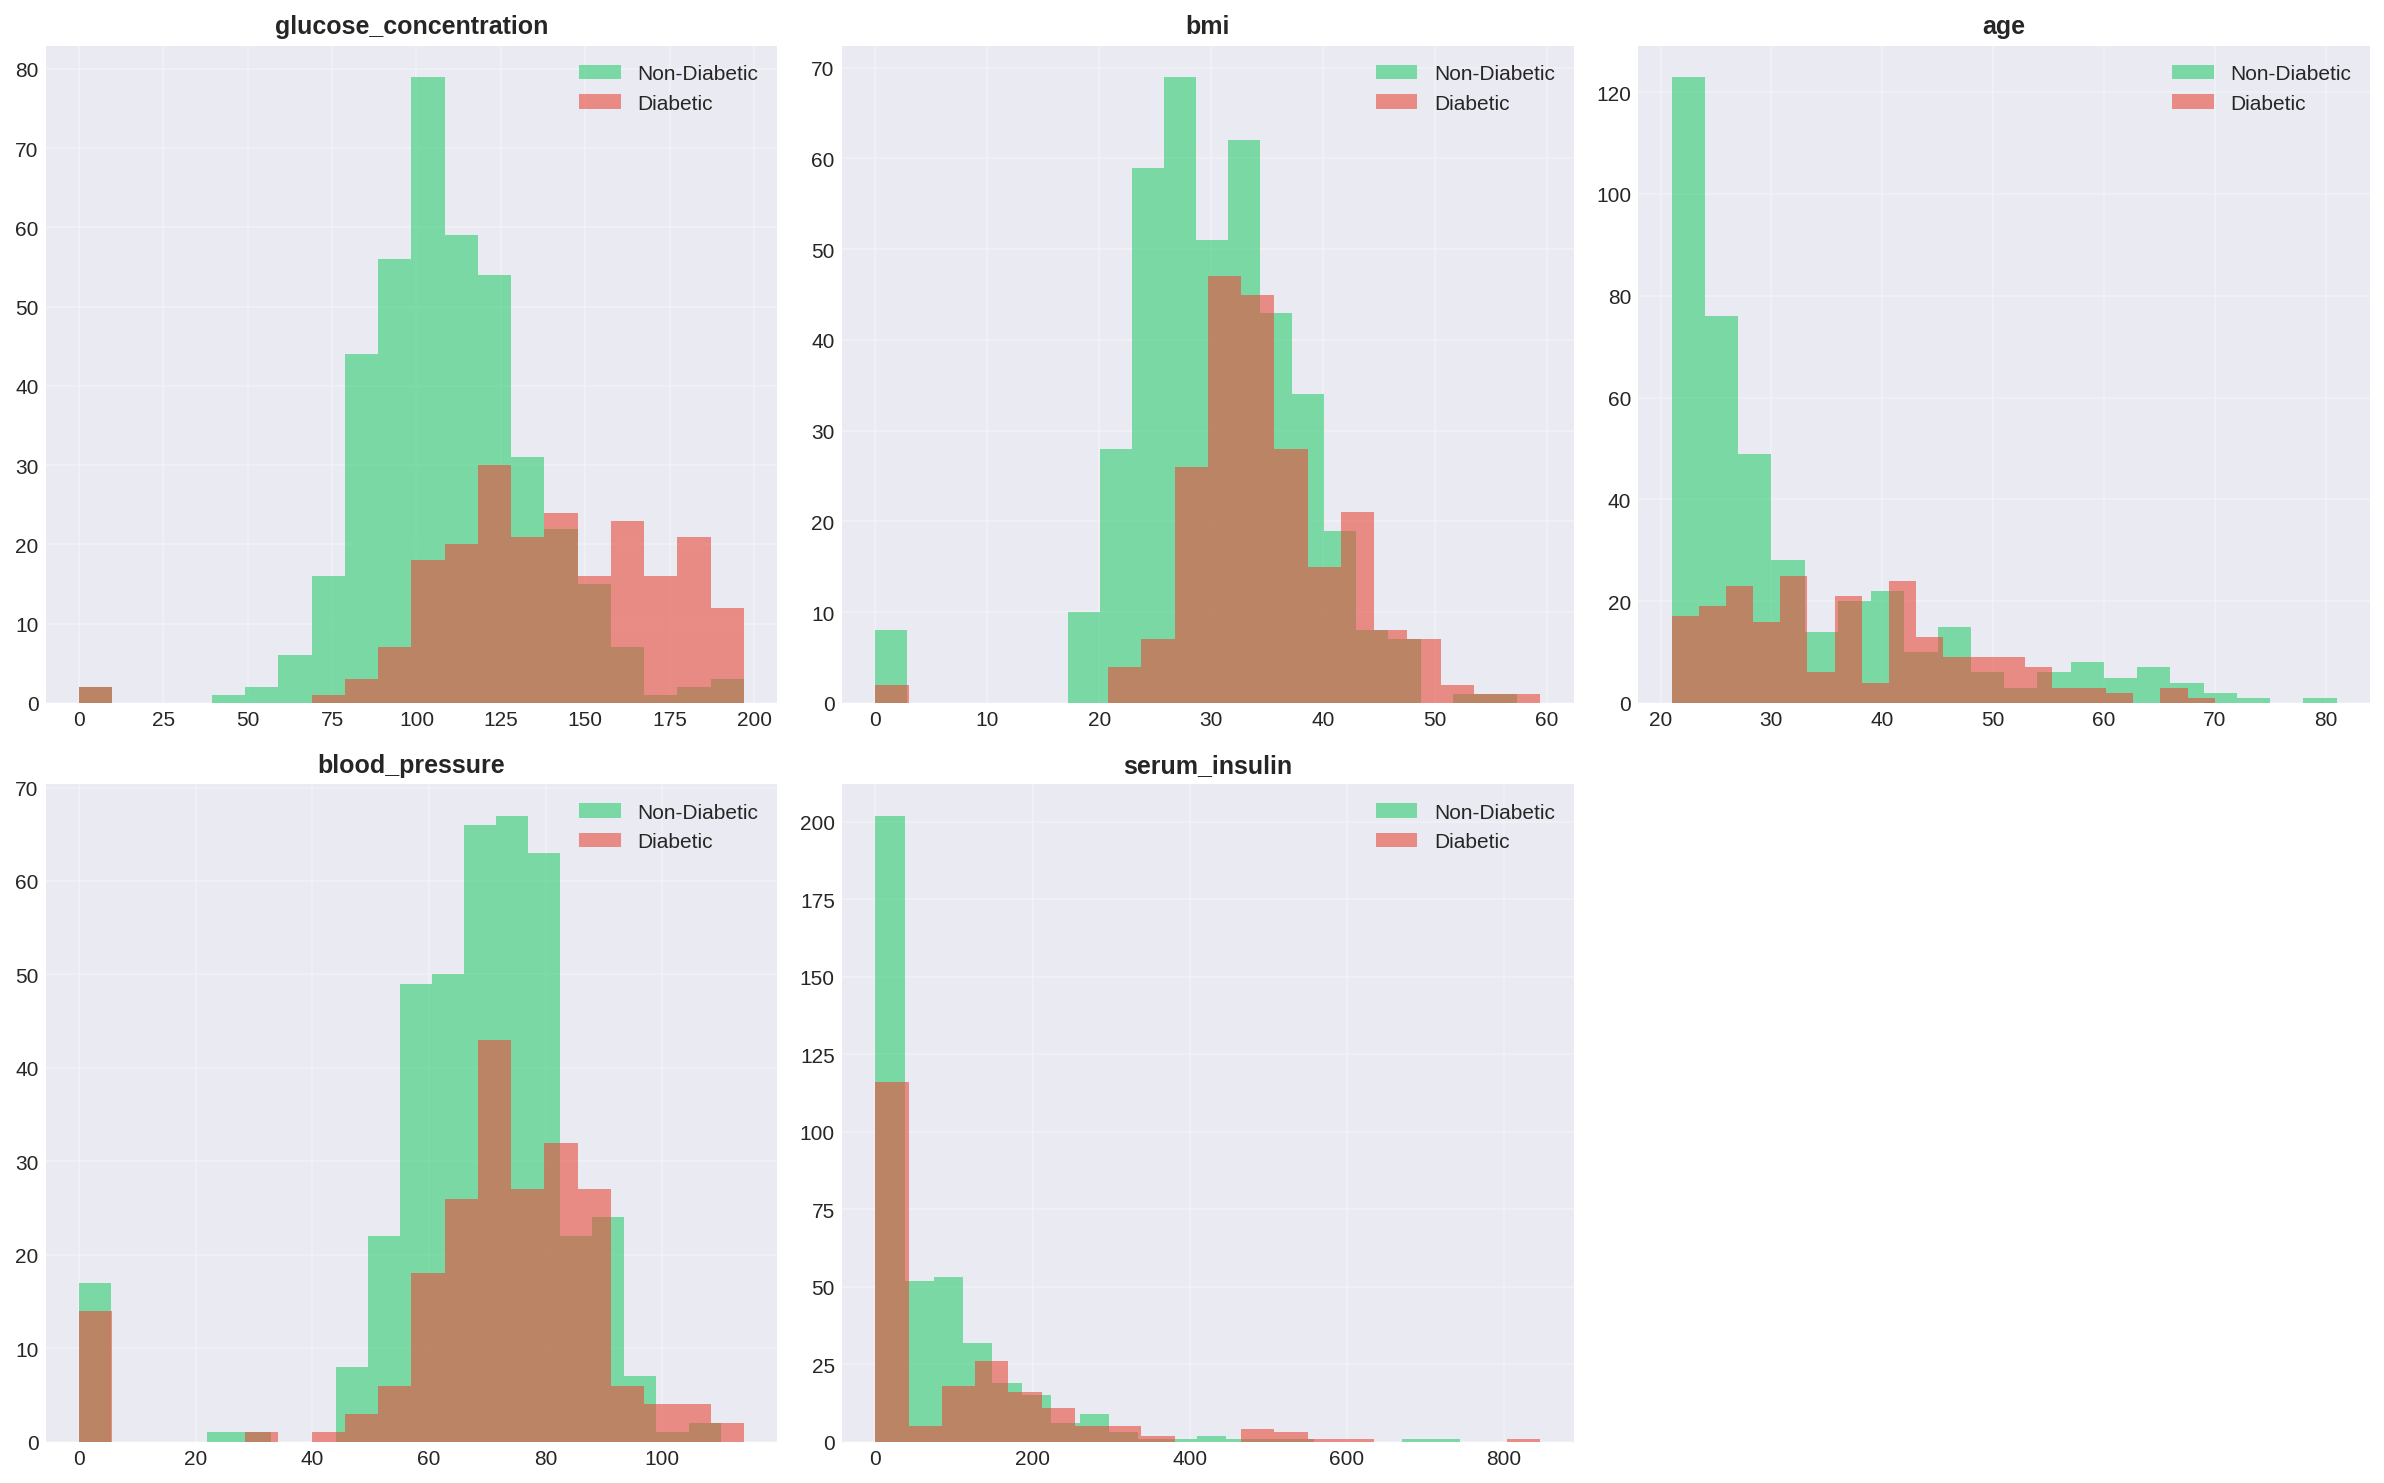 glucose_concentration
80
70
60
50
40
30
20
10
0
0 25 50 75 100 125 150 175 200
Non-Diabetic
Diabetic
bmi
70
60
50
40
30
20
10
0
0 10 20 30 40 50 60
Non-Diabetic
Diabetic
age
120
100
80
60
40
20
0
20 30 40 50 60 70 80
Non-Diabetic
Diabetic
blood_pressure
70
60
50
40
30
20
10
0
0 20 40 60 80 100
Non-Diabetic
Diabetic
serum_insulin
200
175
150
125
100
75
50
25
0
0 200 400 600 800
Non-Diabetic
Diabetic